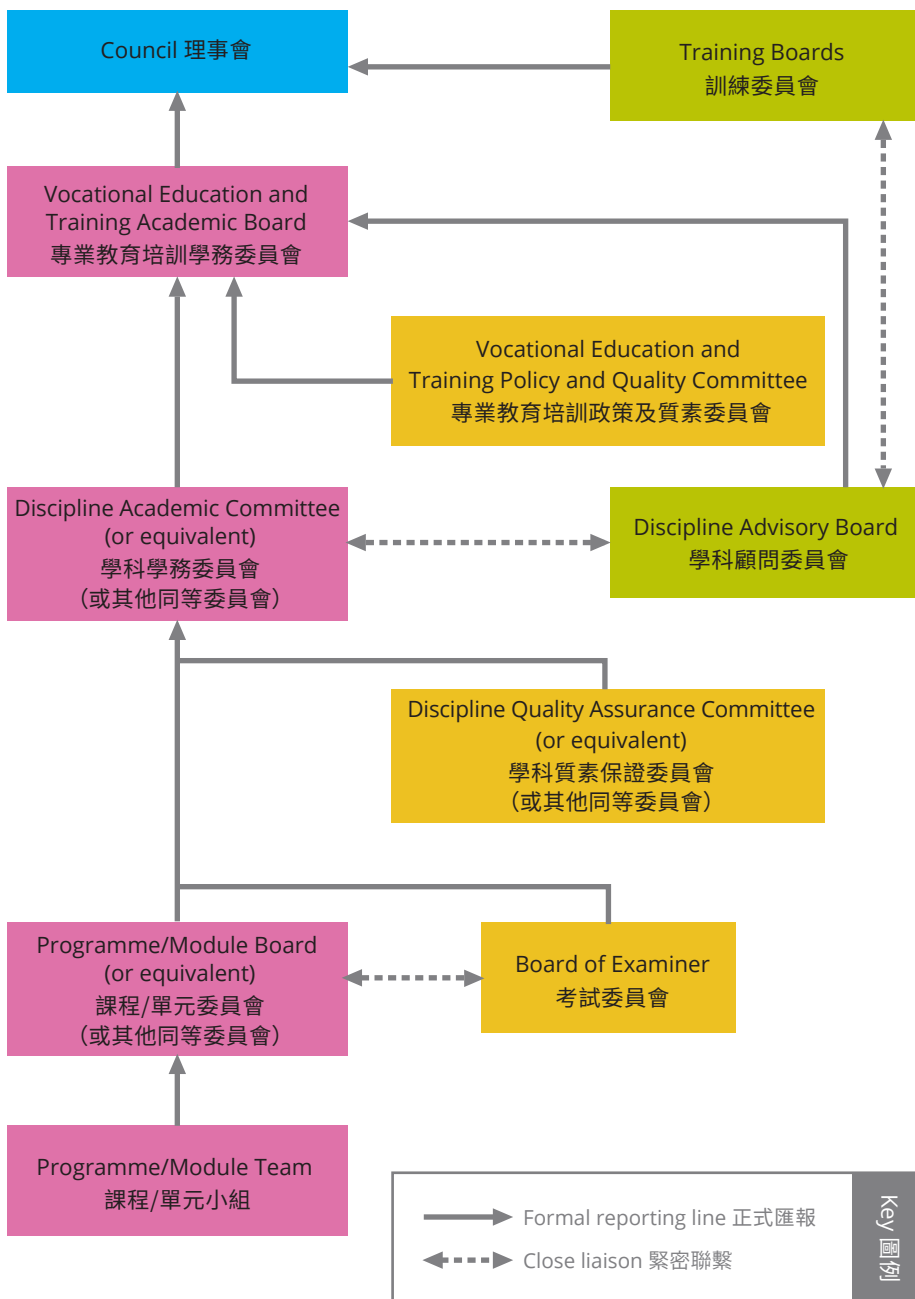 Council 理事會
Training Boards
訓練委員會
Vocational Education and
Training Academic Board
專業教育培訓學務委員會
Vocational Education and
Training Policy and Quality Committee
專業教育培訓政策及質素委員會
Discipline Academic Committee
(or equivalent)
學科學務委員會
（或其他同等委員會）
Discipline Advisory Board
學科顧問委員會
Discipline Quality Assurance Committee
(or equivalent)
學科質素保證委員會
（或其他同等委員會）
Programme/Module Board
(or equivalent)
課程/單元委員會
（或其他同等委員會）
Board of Examiner
考試委員會
Programme/Module Team
課程/單元小組
Formal reporting line 正式匯報
Close liaison 緊密聯繫
Key 圖例